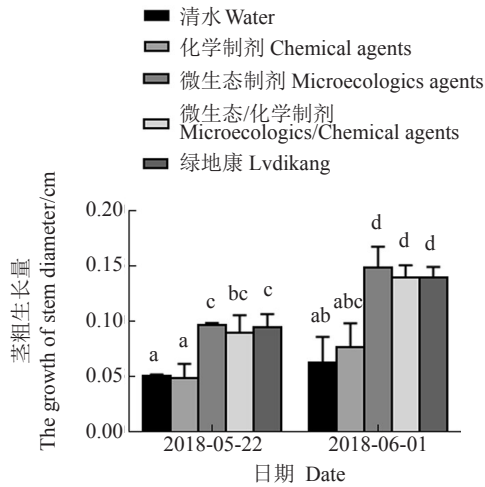 清水 Water
化学制剂 Chemical agents
微生态制剂 Microecologics agents
微生态/化学制剂
Microecologics/Chemical agents
绿地康 Lvdikang
茎粗生长量
The growth of stem diameter/cm
0.20
0.15
0.10
0.05
0.00
a a c bc c
ab abc d d d
2018-05-22 2018-06-01
日期 Date